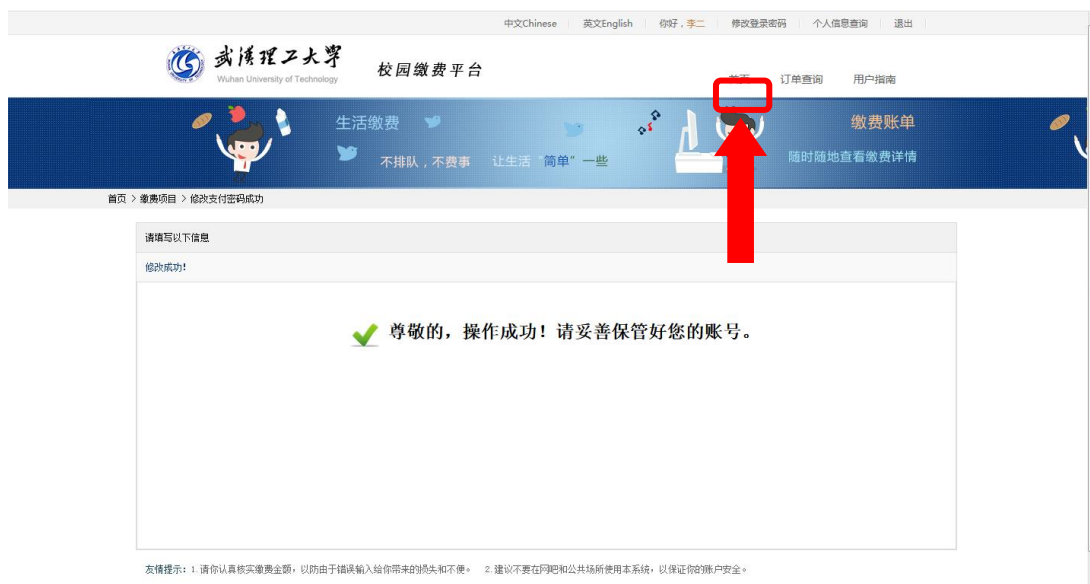 中文Chinese 英文English 你好，李二 修改登录密码 个人信息查询 退出
武汉理工大学
Wuhan University of Technology
校园缴费平台
首页 订单查询 用户指南
生活缴费
不排队，不费事 让生活“简单”一些
缴费账单
随时随地查看缴费详情
首页 > 缴费项目 > 修改支付密码成功
请填写以下信息
修改成功!
尊敬的，操作成功！请妥善保管好您的账号。
友情提示：1.请你认真核实缴费金额，以防由于错误输入给你带来的损失和不便。 2.建议不要在网吧和公共场所使用本系统，以保证你的账户安全。